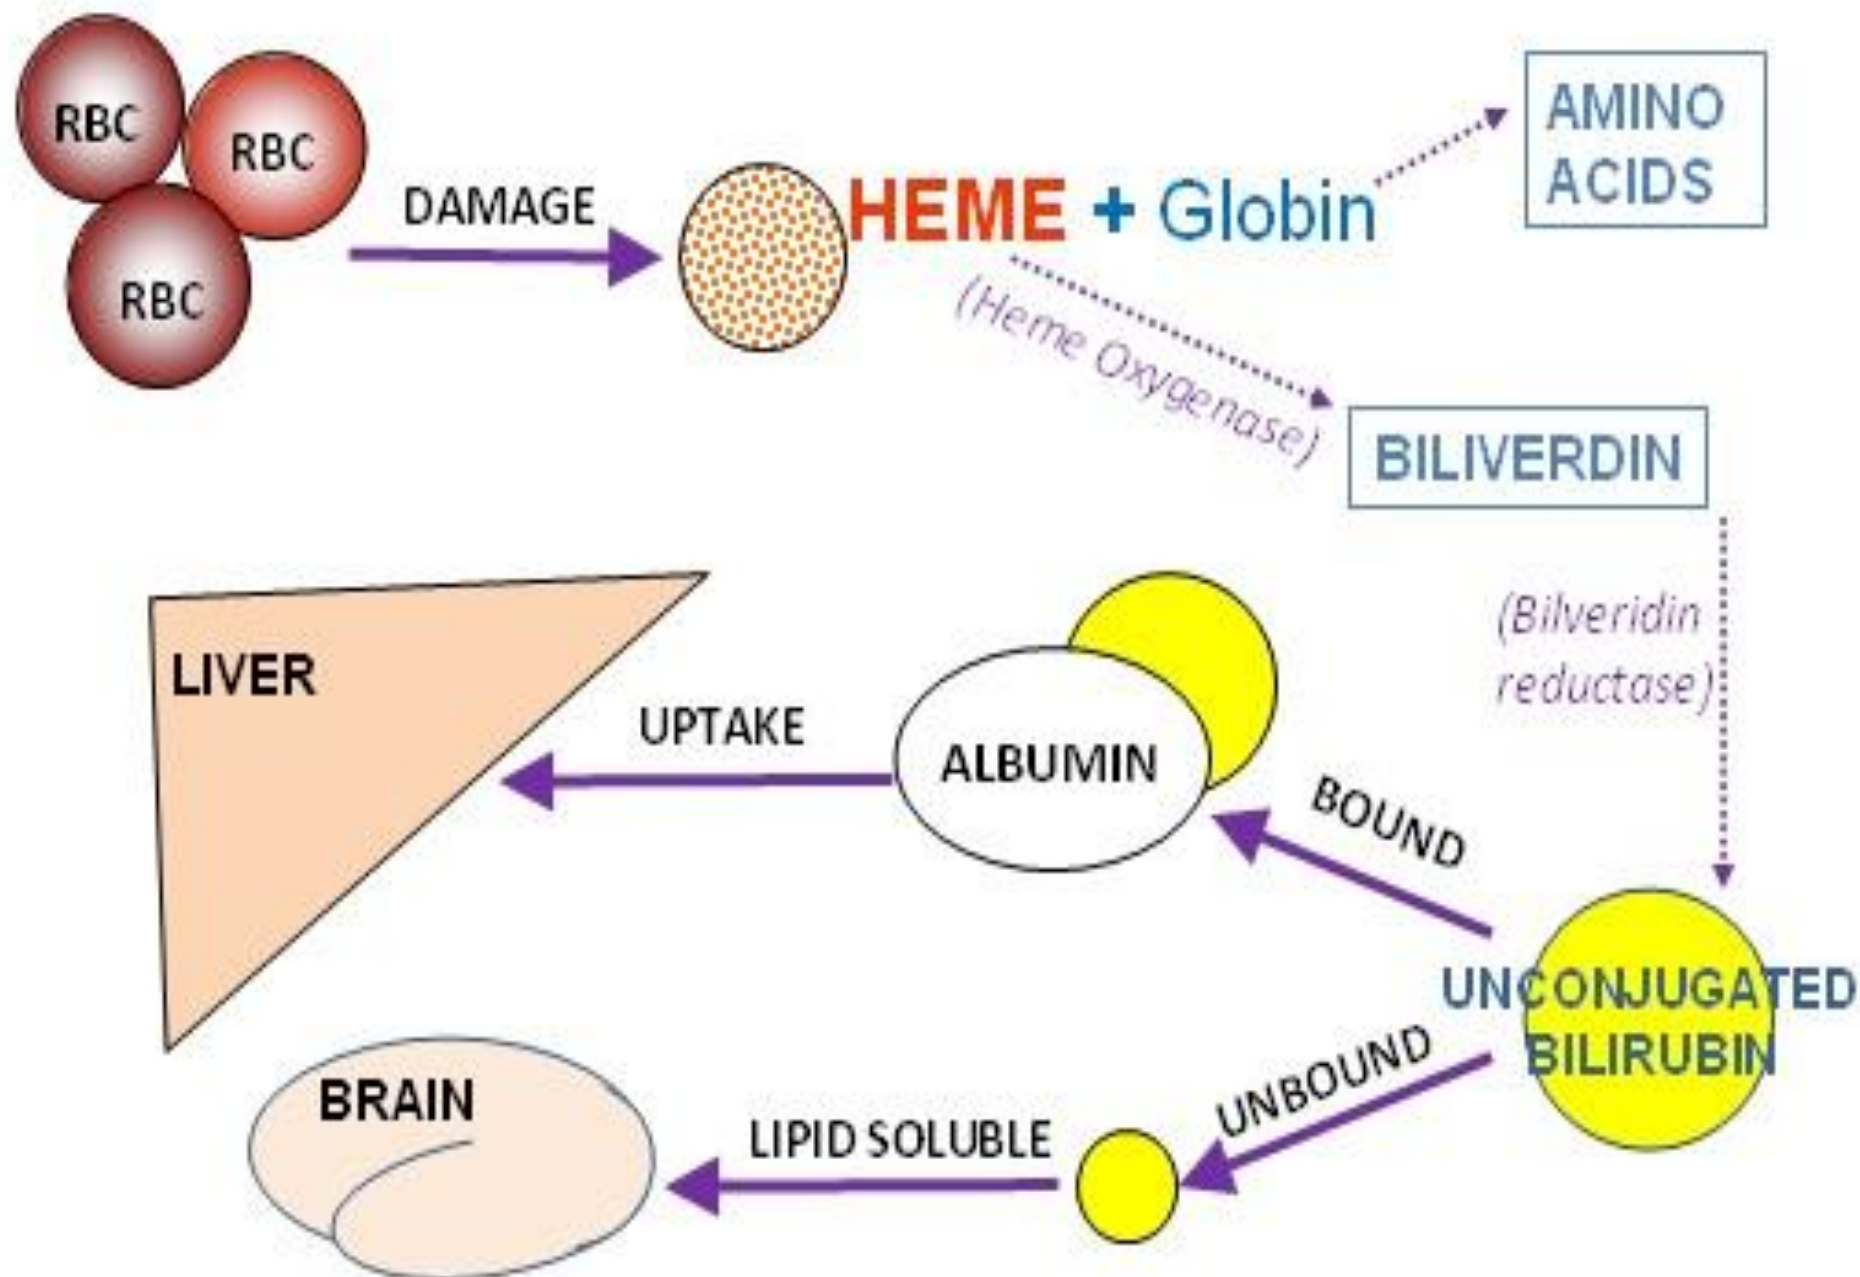 RBC
RBC
RBC
DAMAGE
HEME + Globin
AMINO
ACIDS
(Heme Oxygenase)
BILIVERDIN
(Bilveridin
reductase)
LIVER
UPTAKE
ALBUMIN
BOUND
UNCONJUGATED
BILIRUBIN
UNBOUND
LIPID SOLUBLE
BRAIN